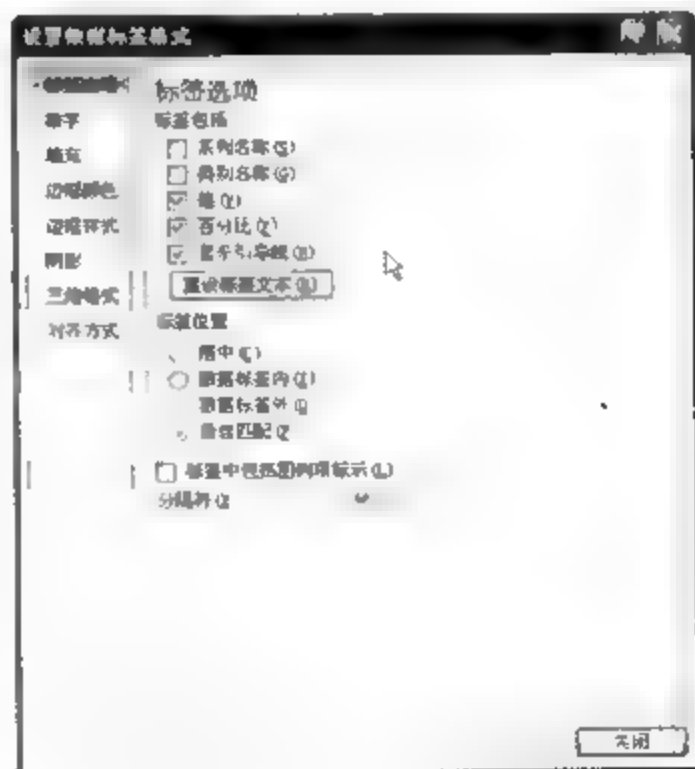 设置数据标签格式
标签选项
数字
标签包括
填充
系列名称(S)
类别名称(G)
边框颜色
值(V)
边框样式
百分比(P)
阴影
显示引导线(H)
三维格式
重设标签文本(R)
对齐方式
标签位置
居中(C)
数据标签内(I)
数据标签外
最佳匹配
标签中包括图例项标示(L)
分隔符
关闭